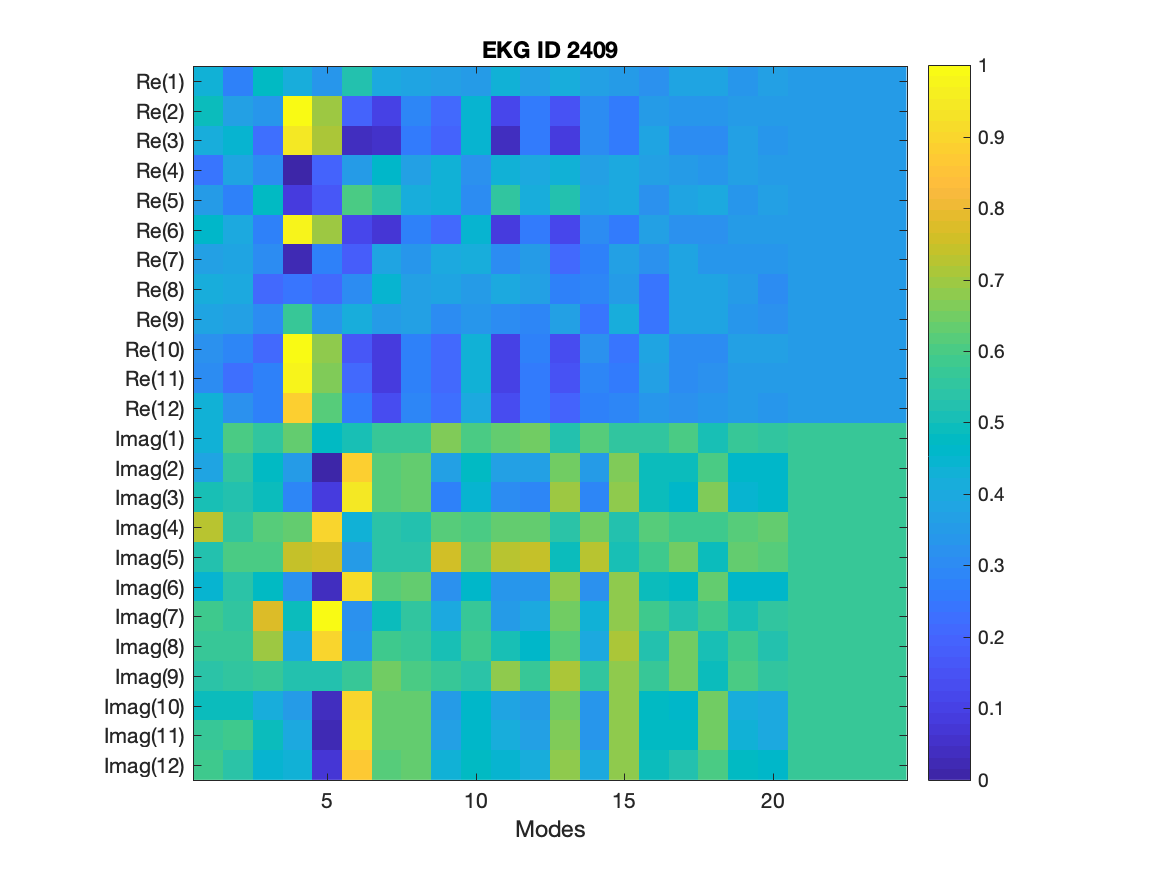 EKG ID 2409
Re(1)
Re(2)
Re(3)
Re(4)
Re(5)
Re(6)
Re(7)
Re(8)
Re(9)
Re(10)
Re(11)
Re(12)
Imag(1)
Imag(2)
Imag(3)
Imag(4)
Imag(5)
Imag(6)
Imag(7)
Imag(8)
Imag(9)
Imag(10)
Imag(11)
Imag(12)
5 10 15 20
Modes
1
0.9
0.8
0.7
0.6
0.5
0.4
0.3
0.2
0.1
0